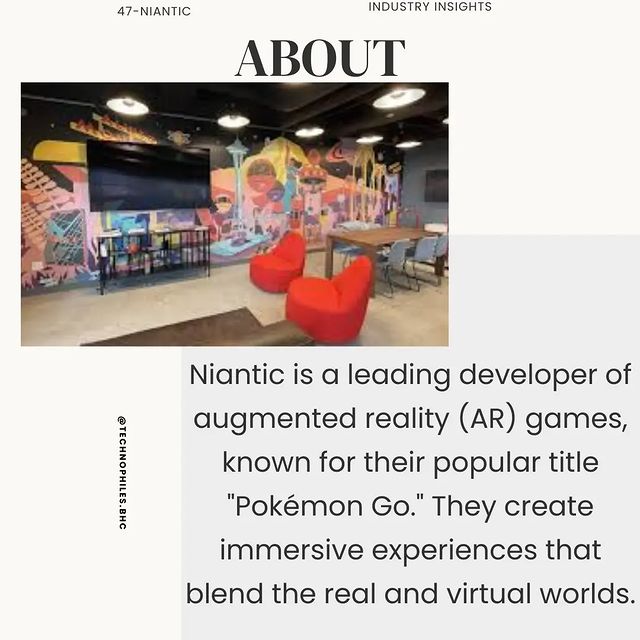 47-NIANTIC
INDUSTRY INSIGHTS
ABOUT
Niantic is a leading developer of
augmented reality (AR) games,
known for their popular title
"Pokémon Go." They create
immersive experiences that
blend the real and virtual worlds.
@TECHNOPHILES.BHC